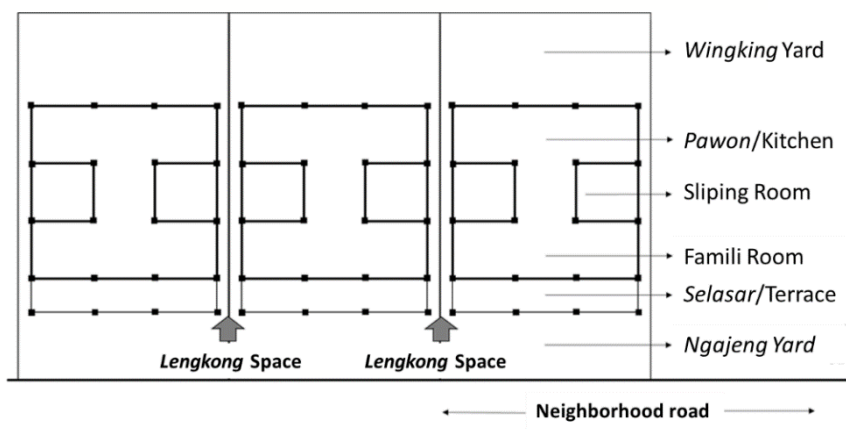 Wingking Yard
Pawon/Kitchen
Sliping Room
Famili Room
Selasar/Terrace
Ngajeng Yard
Lengkong Space
Lengkong Space
Neighborhood road